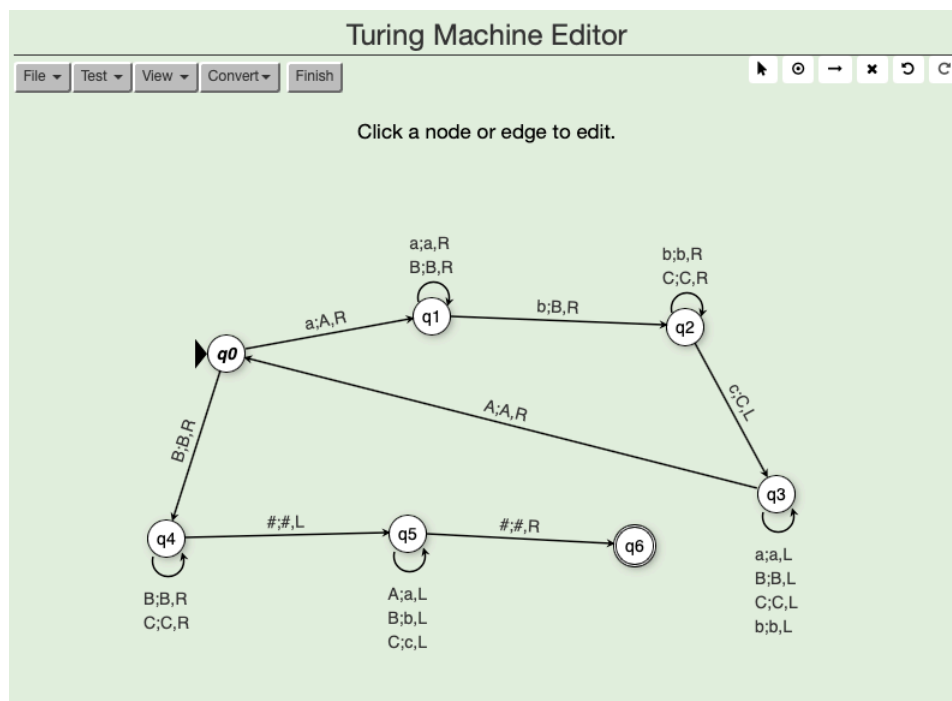 Turing Machine Editor
File Test View Convert Finish
Click a node or edge to edit.
a;a,R
B;B,R
b;b,R
C;C,R
a;A,R
q1
b;B,R
q2
q0
c;C,L
A;A,R
B;B,R
q3
q4
#;#,L
q5
#;#,R
q6
a;a,L
B;B,L
C;C,L
b;b,L
B;B,R
C;C,R
A;a,L
B;b,L
C;c,L